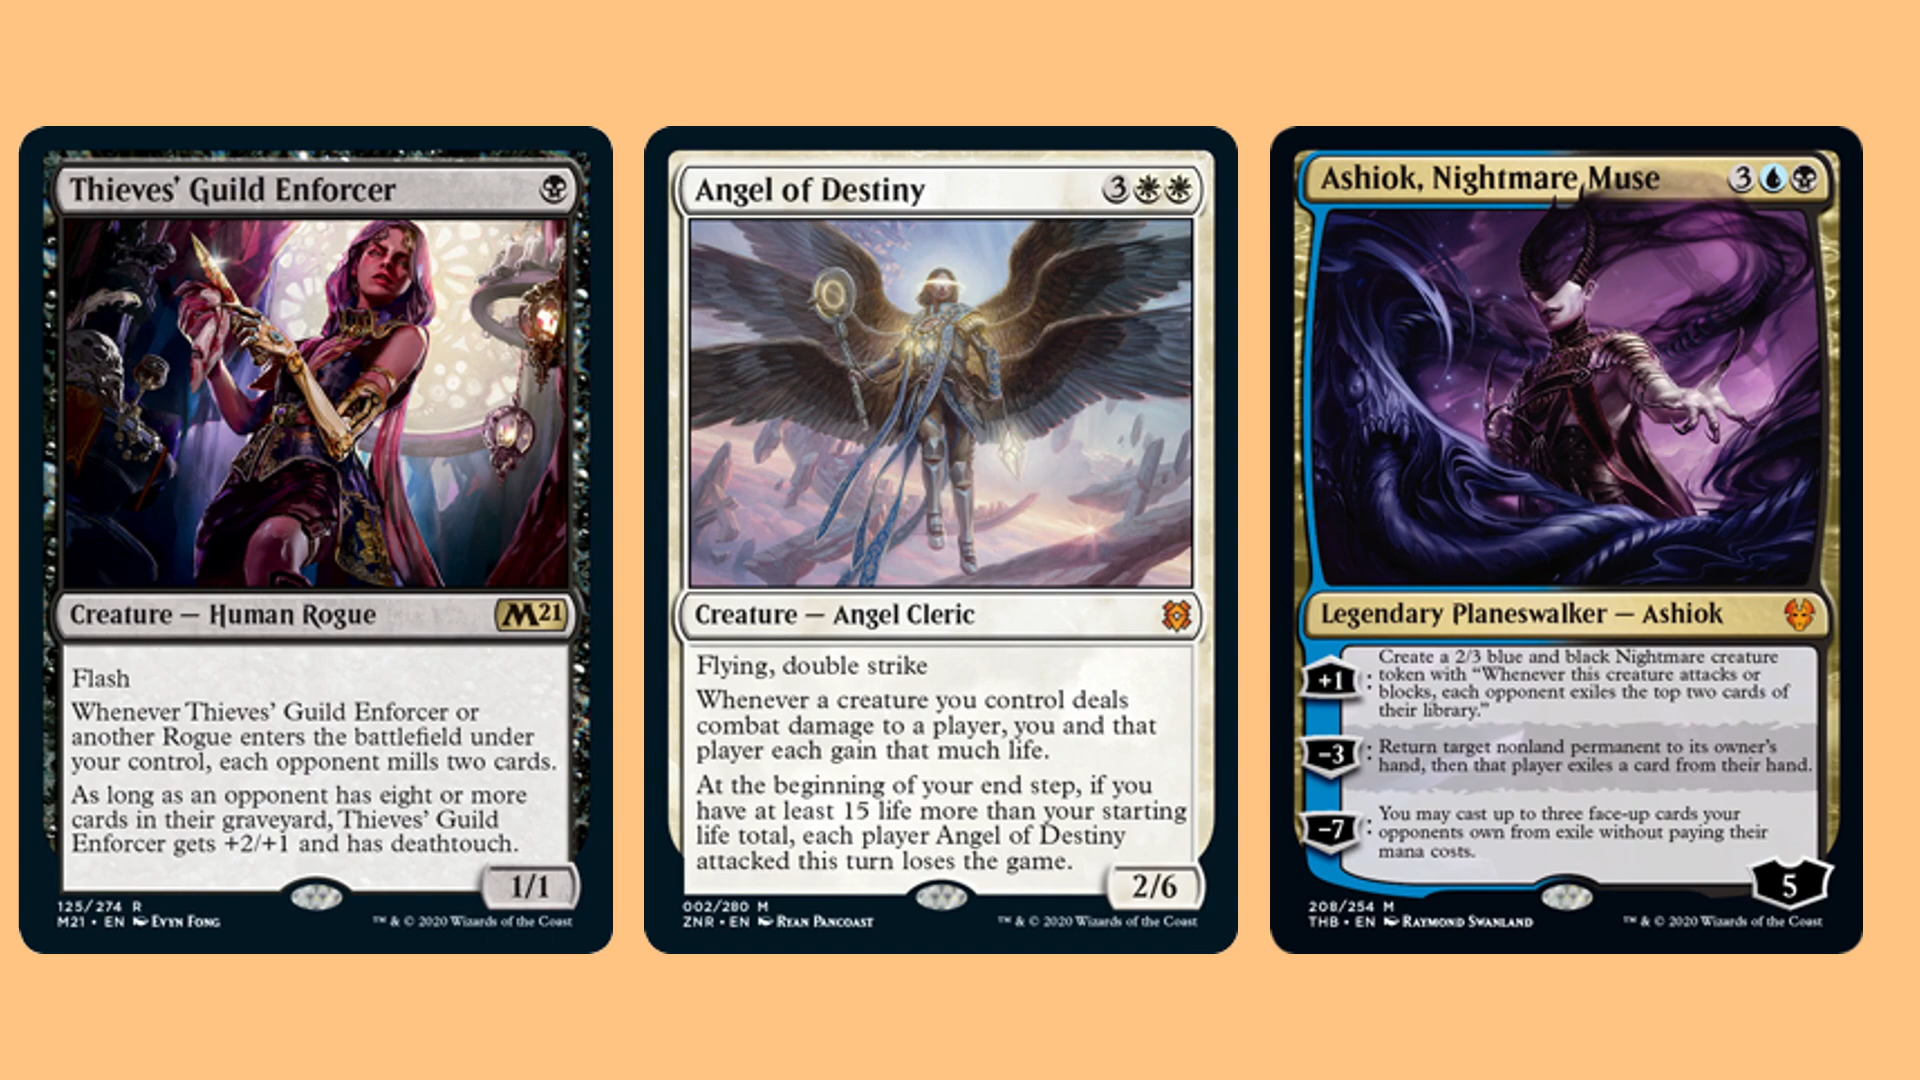 Thieves' Guild Enforcer
Creature — Human Rogue
M21
Flash
Whenever Thieves' Guild Enforcer or
another Rogue enters the battlefield under
your control, each opponent mills two cards.
As long as an opponent has eight or more
cards in their graveyard, Thieves' Guild
Enforcer gets +2/+1 and has deathtouch.
1/1
125/274 R
M21 • EN Evyn Fong
™ & © 2020 Wizards of the Coast
Angel of Destiny
3
Creature — Angel Cleric
Flying, double strike
Whenever a creature you control deals
combat damage to a player, you and that
player each gain that much life.
At the beginning of your end step, if you
have at least 15 life more than your starting
life total, each player Angel of Destiny
attacked this turn loses the game.
2/6
002/280 M
ZNR • EN Ryan Pancoast
™ & © 2020 Wizards of the Coast
Ashiok, Nightmare Muse
3
Legendary Planeswalker — Ashiok
+1 : Create a 2/3 blue and black Nightmare creature
token with “Whenever this creature attacks or
blocks, each opponent exiles the top two cards of
their library.”
−3 : Return target nonland permanent to its owner's
hand, then that player exiles a card from their hand.
−7 : You may cast up to three face-up cards your
opponents own from exile without paying their
mana costs.
5
208/254 M
THB • EN Raymond Swanland
™ & © 2020 Wizards of the Coast